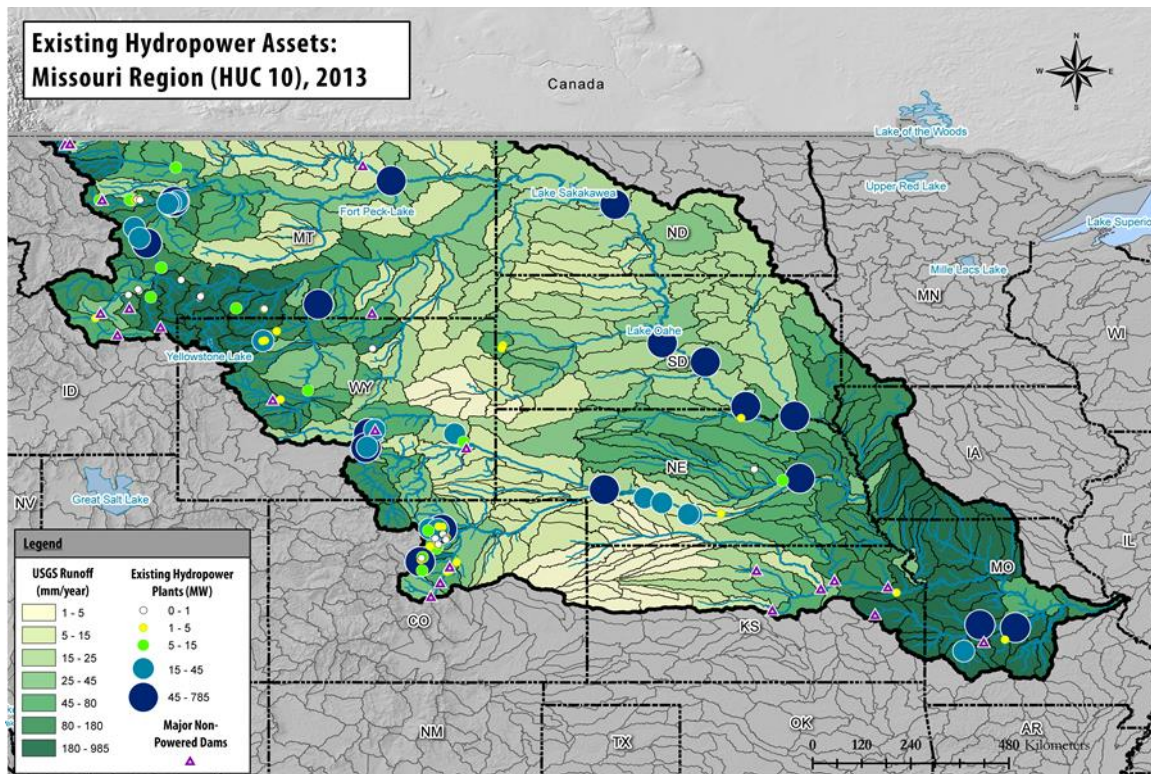 Existing Hydropower Assets:
Missouri Region (HUC 10), 2013
N
W
E
S
Canada
Lake of the Woods
Upper Red Lake
Lake Superio
Lake Sakakawea
Fort Peck-Lake
MT
ND
Mille Lacs Lake
MN
WI
Lake Oahe
Yellowstone Lake
SD
ID
WY
IA
NE
NV
Great Salt Lake
IL
MO
CO
KS
NM
OK
TX
AR
0 120 240 480 Kilometers
Legend
USGS Runoff
(mm/year)
1 - 5
5 - 15
15 - 25
25 - 45
45 - 80
80 - 180
180 - 985
Existing Hydropower
Plants (MW)
0 - 1
1 - 5
5 - 15
15 - 45
45 - 785
Major Non-
Powered Dams